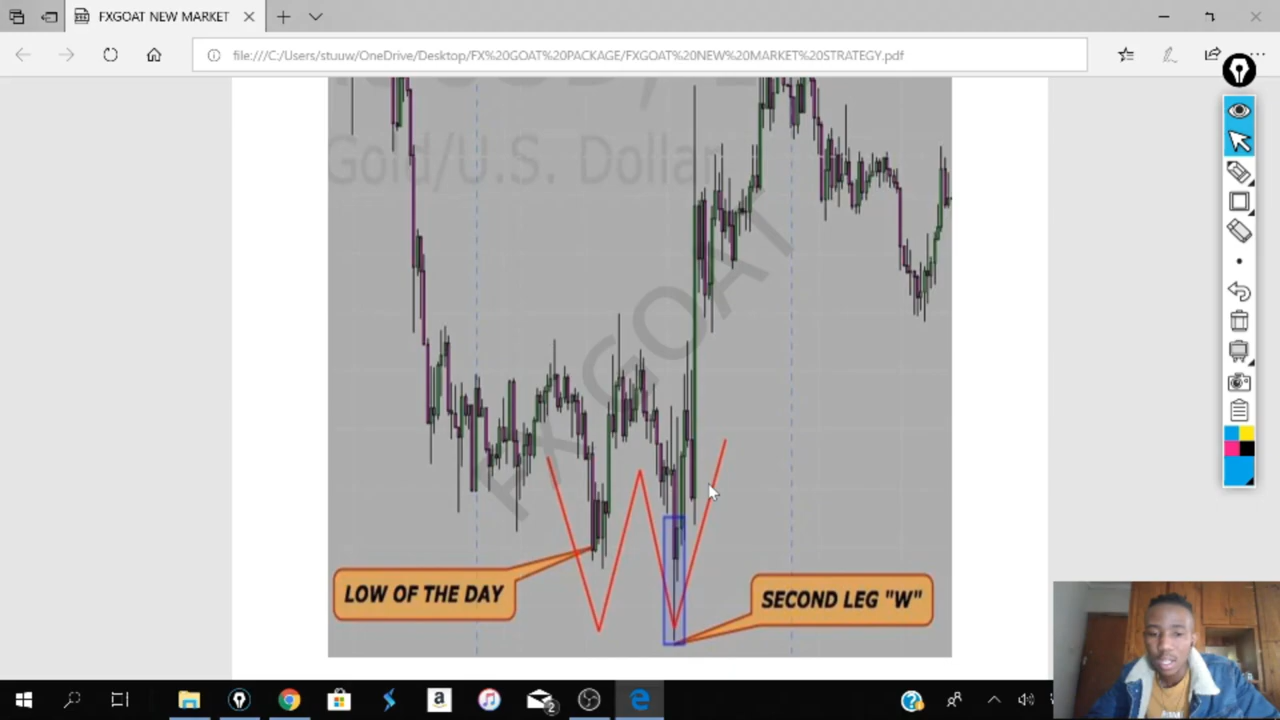 FXGOAT NEW MARKET
file:///C:/Users/stuuw/OneDrive/Desktop/FX%20GOAT%20PACKAGE/FXGOAT%20NEW%20MARKET%20STRATEGY.pdf
Gold/U.S. Dollar
FXGOAT
LOW OF THE DAY
SECOND LEG "W"
a
2